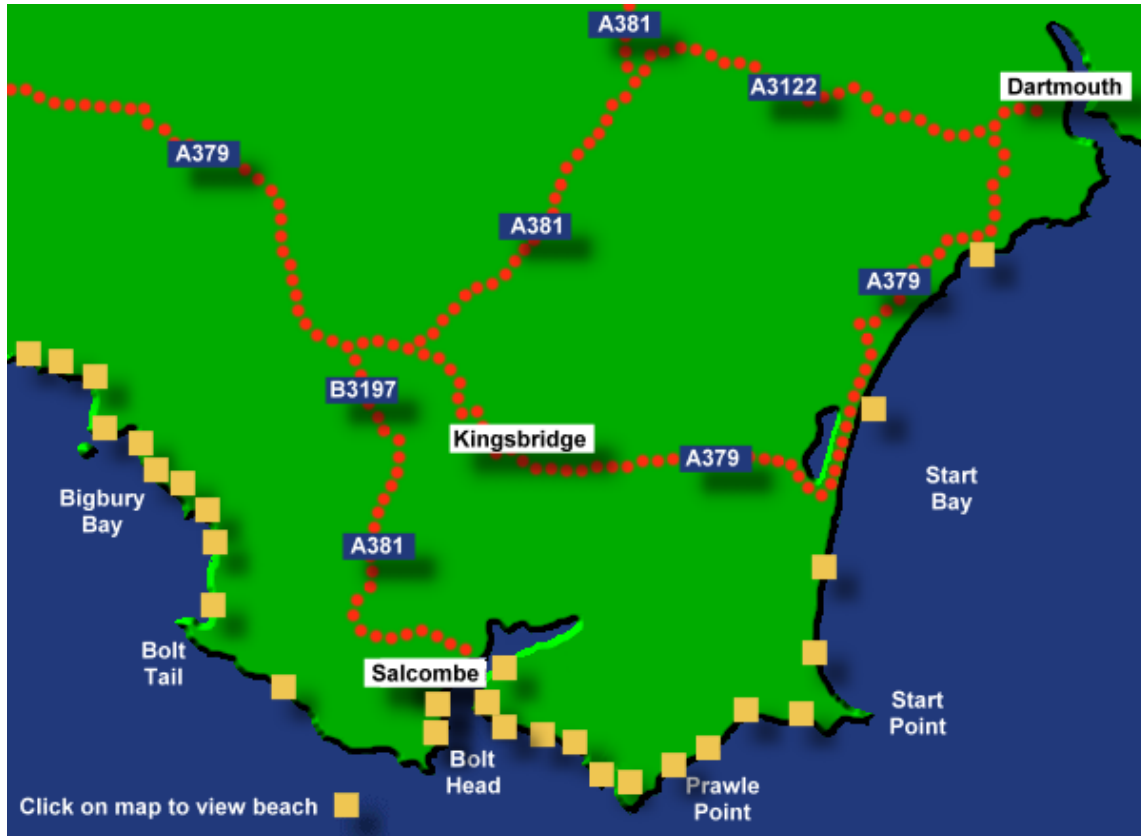 A381
A3122
Dartmouth
A379
A381
A379
B3197
Kingsbridge
A379
Start
Bay
Bigbury
Bay
A381
Bolt
Tail
Salcombe
Start
Point
Bolt
Head
Prawle
Point
Click on map to view beach